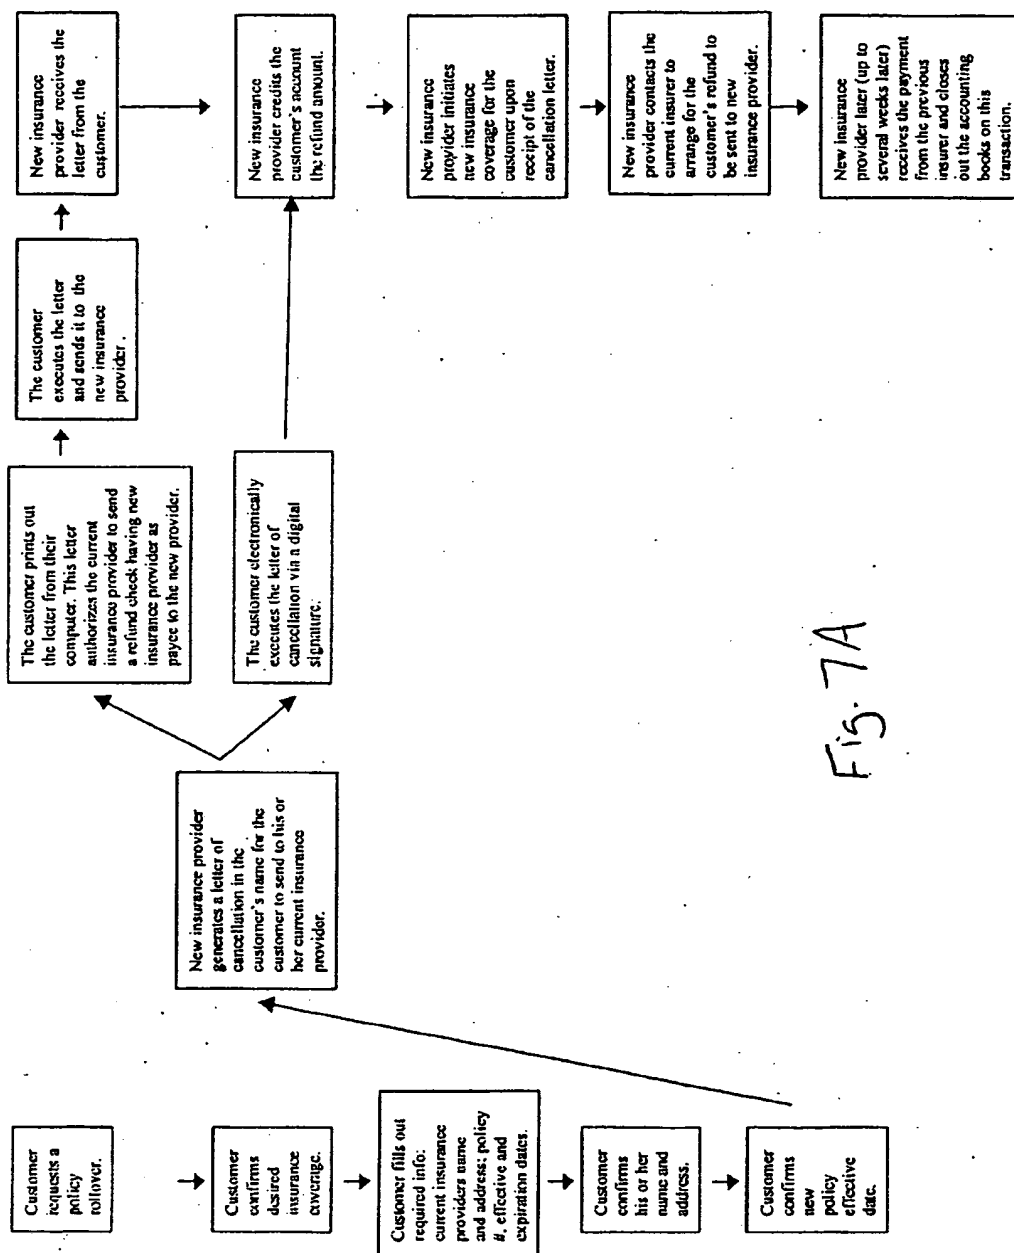 Customer
requests a
policy
rollover.
Customer
confirms
desired
insurance
coverage.
Customer fills out
required info:
current insurance
providers name
and address; policy
#, effective and
expiration dates.
Customer
confirms
his or her
name and
address.
Customer
confirms
new
policy
effective
date.
New insurance provider
generates a letter of
cancellation in the
customer's name for the
customer to send to his or
her current insurance
provider.
The customer prints out
the letter from their
computer. This letter
authorizes the current
insurance provider to send
a refund check having new
insurance provider as
payee to the new provider.
The customer
executes the letter
and sends it to the
new insurance
provider.
New insurance
provider receives the
letter from the
customer.
The customer electronically
executes the letter of
cancellation via a digital
signature.
New insurance
provider credits the
customer's account
the refund amount.
New insurance
provider initiates
new insurance
coverage for the
customer upon
receipt of the
cancellation letter.
New insurance
provider contacts the
current insurer to
arrange for the
customer's refund to
be sent to new
insurance provider.
New insurance
provider later (up to
several weeks later)
receives the payment
from the previous
insurer and closes
out the accounting
books on this
transaction.
Fig. 7A